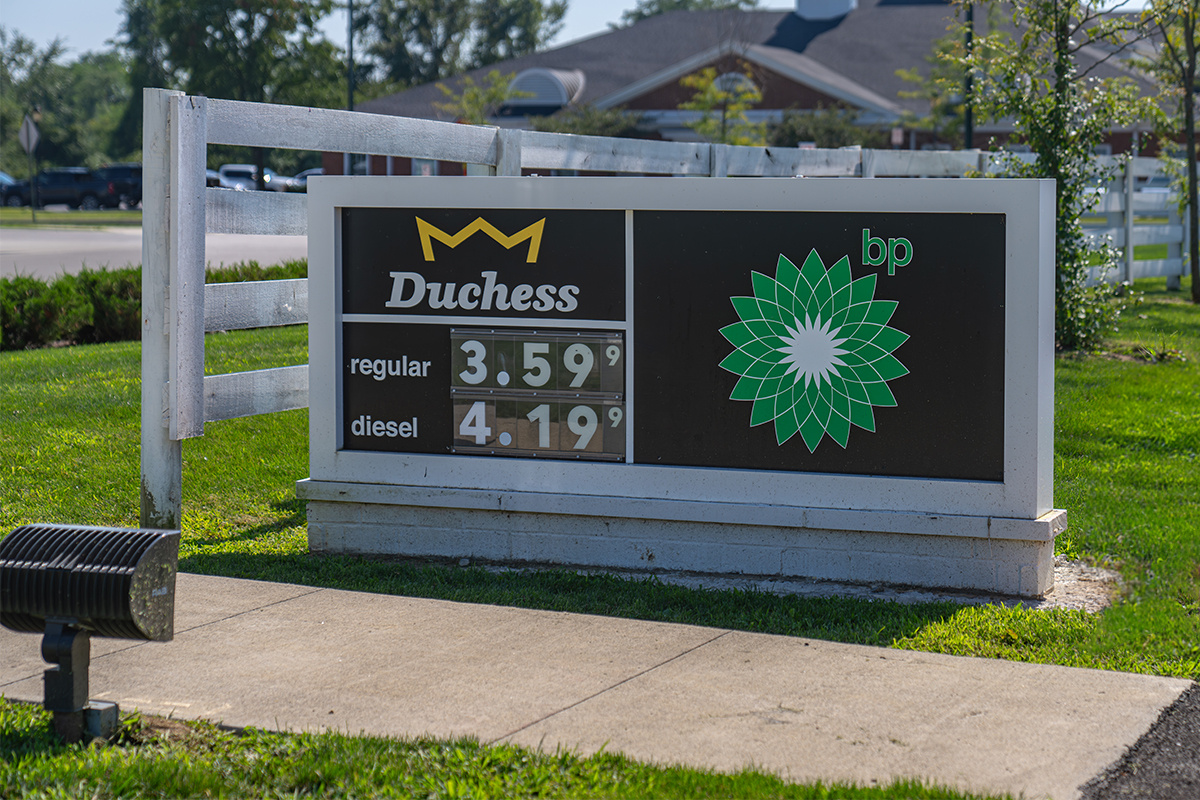 Duchess
regular 3.59 9
diesel 4.19 9
bp